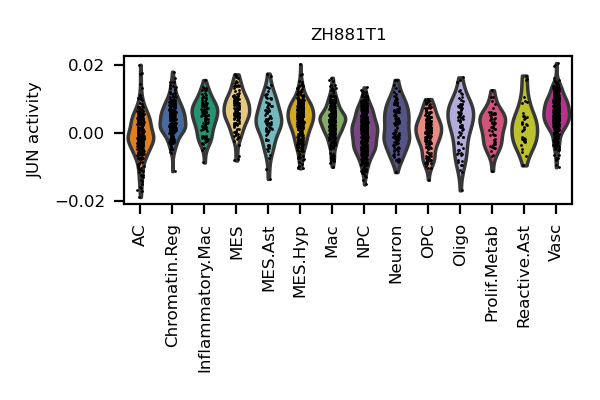 ZH881T1
JUN activity
0.02
0.00
−0.02
AC
Chromatin.Reg
Inflammatory.Mac
MES
MES.Ast
MES.Hyp
Mac
NPC
Neuron
OPC
Oligo
Prolif.Metab
Reactive.Ast
Vasc